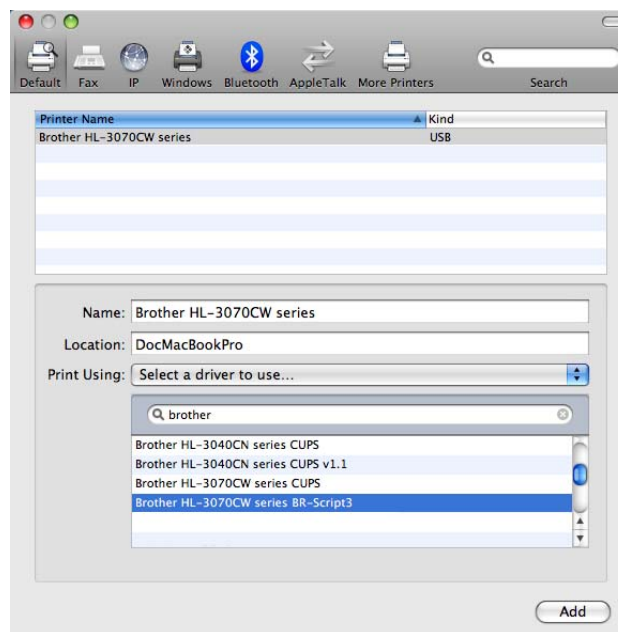 Default Fax IP Windows Bluetooth AppleTalk More Printers Search
Printer Name Kind
Brother HL-3070CW series USB
Name: Brother HL-3070CW series
Location: DocMacBookPro
Print Using: Select a driver to use...
brother
Brother HL-3040CN series CUPS
Brother HL-3040CN series CUPS v1.1
Brother HL-3070CW series CUPS
Brother HL-3070CW series BR-Script3
Add